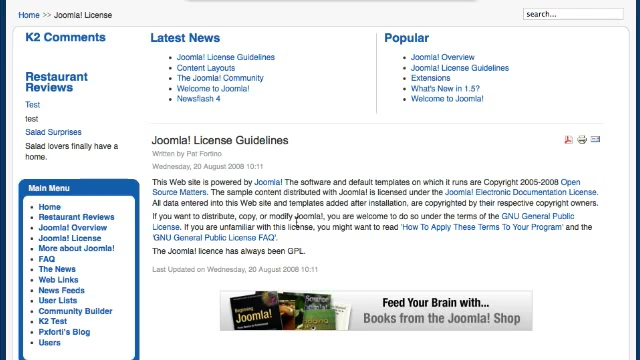 Home >> Joomla! License
search...
K2 Comments
Restaurant
Reviews
Test
test
Salad Surprises
Salad lovers finally have a
home.
Main Menu
Home
Restaurant Reviews
Joomla! Overview
Joomla! License
More about Joomla!
FAQ
The News
Web Links
News Feeds
User Lists
Community Builder
K2 Test
Pxforti's Blog
Users
Latest News
Joomla! License Guidelines
Content Layouts
The Joomla! Community
Welcome to Joomla!
Newsflash 4
Popular
Joomla! Overview
Joomla! License Guidelines
Extensions
What's New in 1.5?
Welcome to Joomla!
Joomla! License Guidelines
Written by Pat Fortino
Wednesday, 20 August 2008 10:11
This Web site is powered by Joomla! The software and default templates on which it runs are Copyright 2005-2008 Open
Source Matters. The sample content distributed with Joomla! is licensed under the Joomla! Electronic Documentation License.
All data entered into this Web site and templates added after installation, are copyrighted by their respective copyright owners.
If you want to distribute, copy, or modify Joomla!, you are welcome to do so under the terms of the GNU General Public
License. If you are unfamiliar with this license, you might want to read 'How To Apply These Terms To Your Program' and the
'GNU General Public License FAQ'.
The Joomla! licence has always been GPL.
Last Updated on Wednesday, 20 August 2008 10:11
Beginning
Joomla!
Joomla!
Feed Your Brain with...
Books from the Joomla! Shop